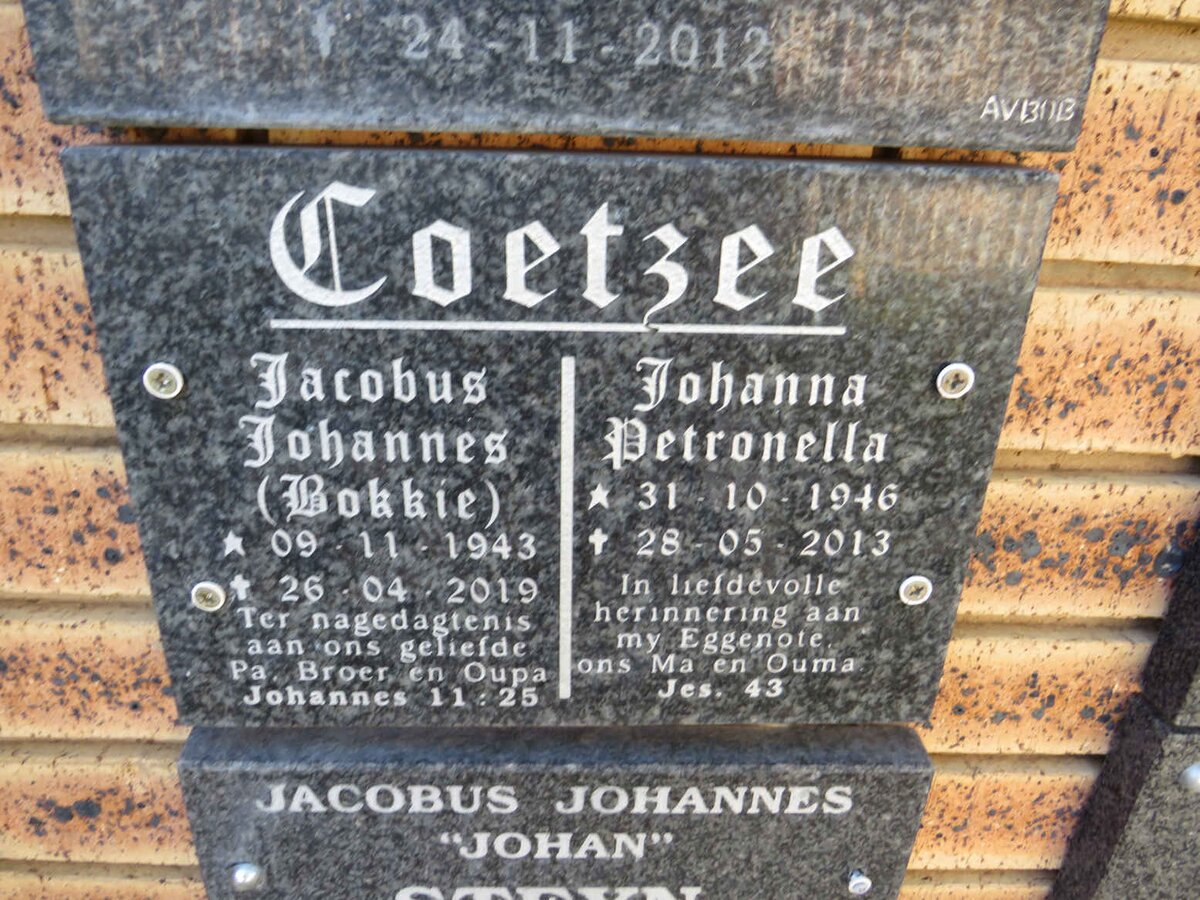 ✝ 24-11-2012
AVBOB
Coetzee
Jacobus
Johannes
(Bokkie)
★ 09-11-1943
✝ 26-04-2019
Ter nagedagtenis
aan ons geliefde
Pa, Broer en Oupa
Johannes 11:25
Johanna
Petronella
★ 31-10-1946
✝ 28-05-2013
In liefdevolle
herinnering aan
my Eggenote,
ons Ma en Ouma
Jes. 43
JACOBUS JOHANNES
"JOHAN"
STEYN